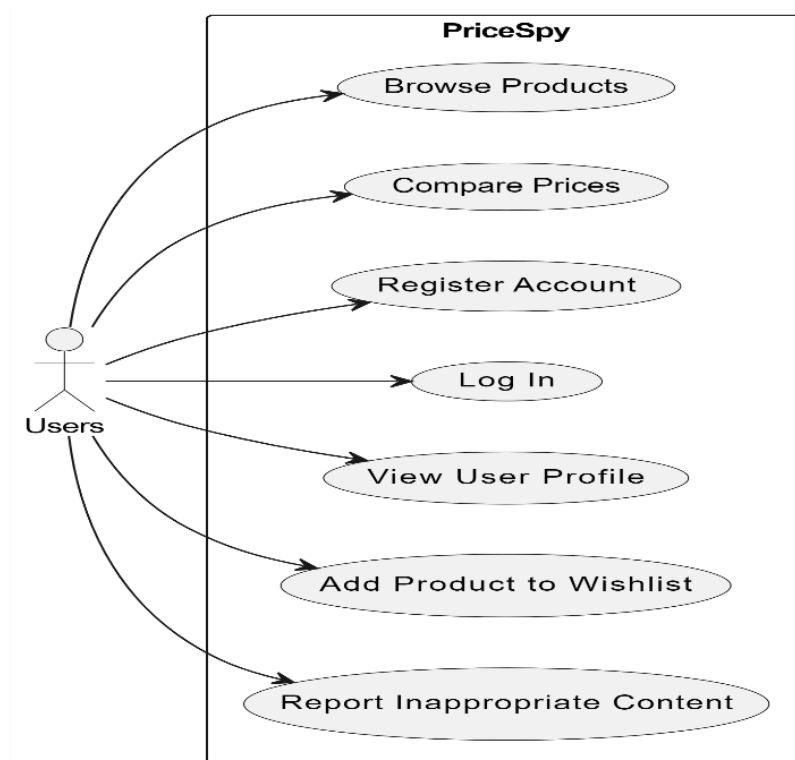 PriceSpy
Browse Products
Compare Prices
Register Account
Log In
Users
View User Profile
Add Product to Wishlist
Report Inappropriate Content